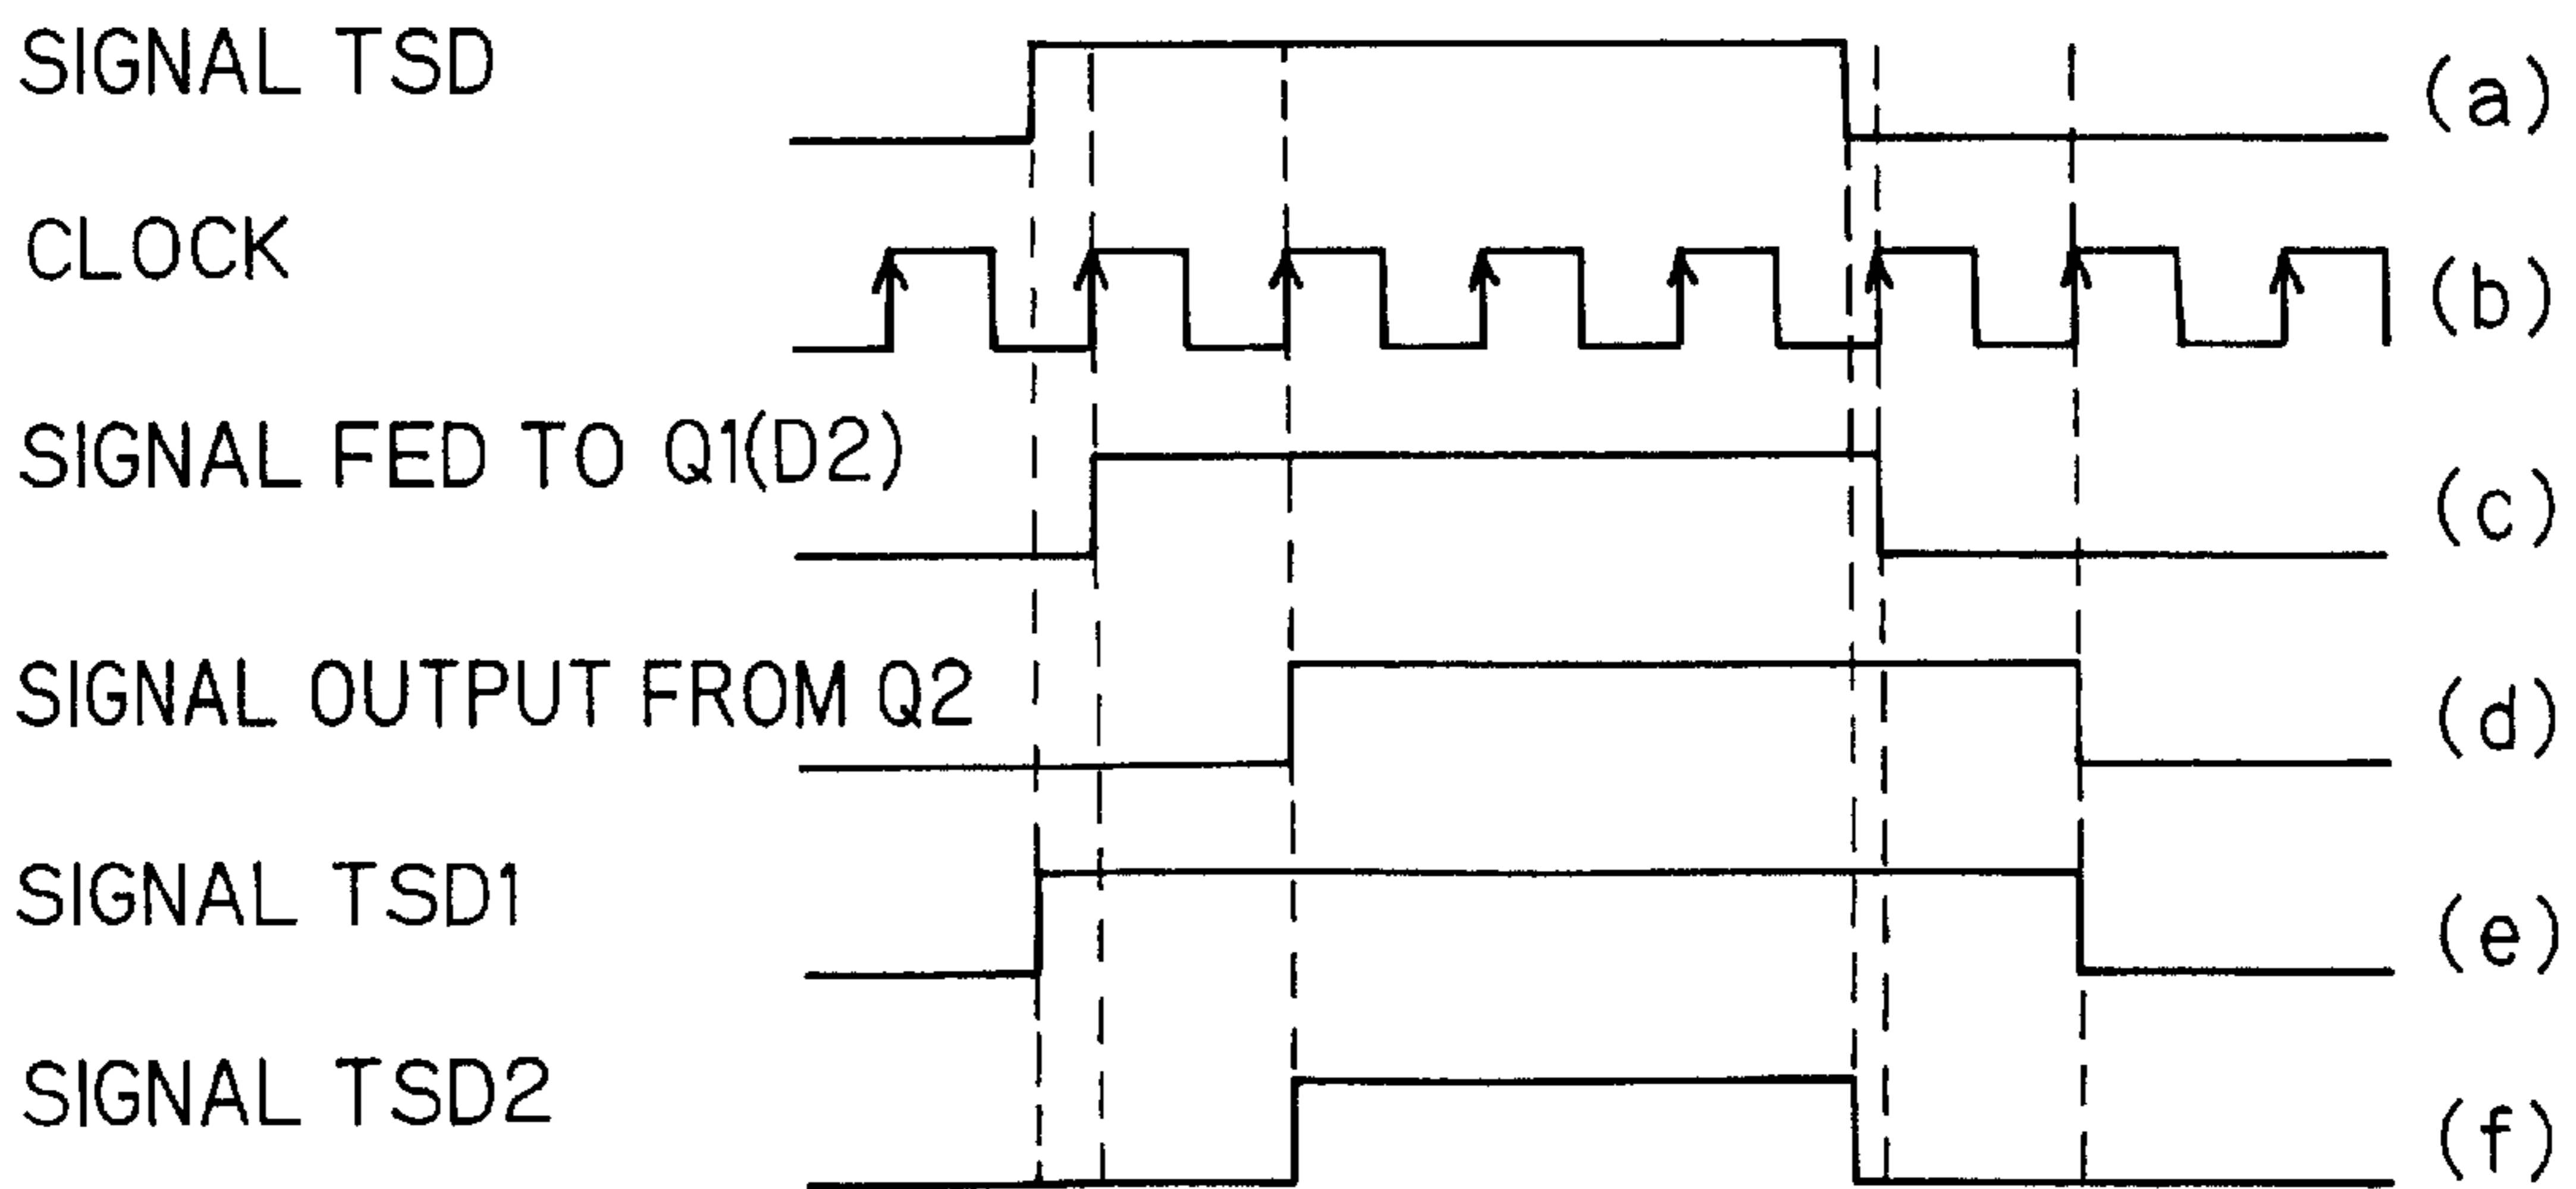 SIGNAL TSD (a)
CLOCK (b)
SIGNAL FED TO Q1(D2) (c)
SIGNAL OUTPUT FROM Q2 (d)
SIGNAL TSD1 (e)
SIGNAL TSD2 (f)